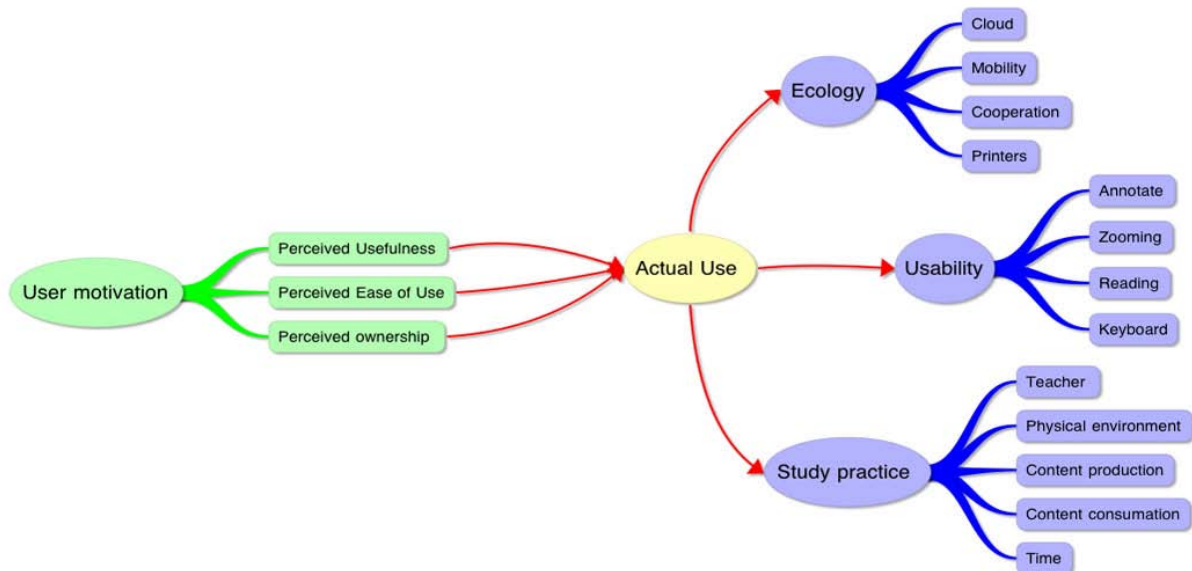 User motivation
Perceived Usefulness
Perceived Ease of Use
Perceived ownership
Actual Use
Ecology
Cloud
Mobility
Cooperation
Printers
Usability
Annotate
Zooming
Reading
Keyboard
Study practice
Teacher
Physical environment
Content production
Content consumation
Time